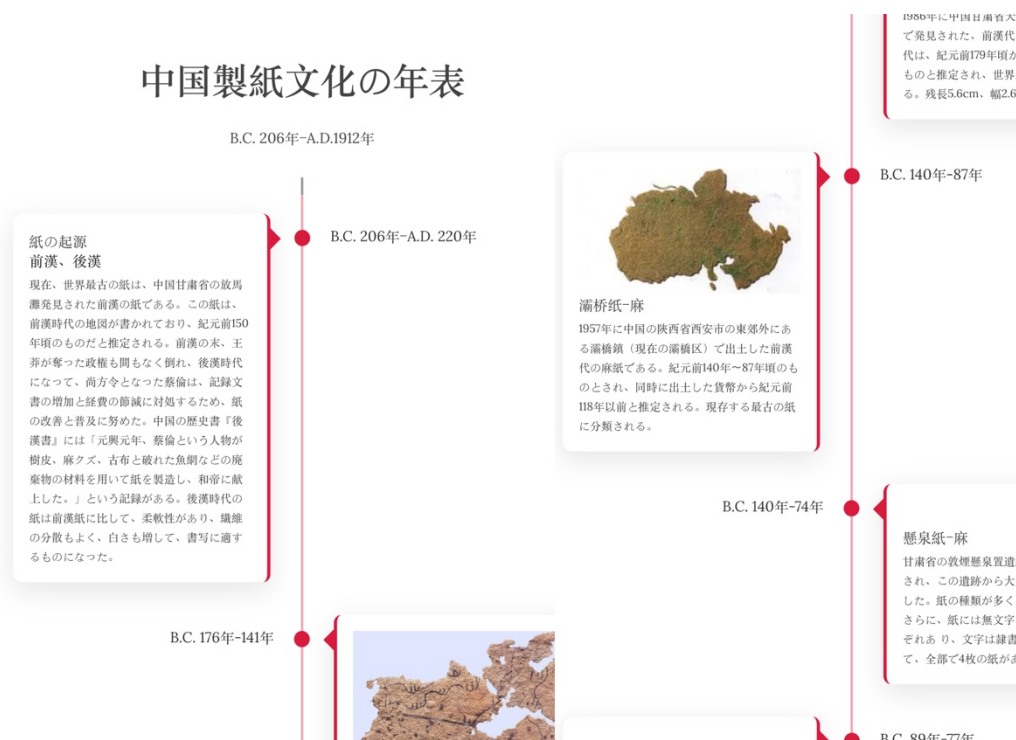 中国製紙文化の年表
B.C. 206年-A.D.1912年
B.C. 206年-A.D. 220年
紙の起源
前漢、後漢
現在、世界最古の紙は、中国甘粛省の放馬
灘発見された前漢の紙である。この紙は、
前漢時代の地図が書かれており、紀元前150
年頃のものだと推定される。前漢の末、王
莽が奪った政権も間もなく倒れ、後漢時代
になって、尚方令となった蔡倫は、記録文
書の増加と経費の節減に対処するため、紙
の改善と普及に努めた。中国の歴史書『後
漢書』には「元興元年、蔡倫という人物が
樹皮、麻クズ、古布と破れた魚網などの廃
棄物の材料を用いて紙を製造し、和帝に献
上した。」という記録がある。後漢時代の
紙は前漢紙に比して、柔軟性があり、繊維
の分散もよく、白さも増して、書写に適す
るものになった。
B.C. 176年-141年
1986年に中国甘粛省天
で発見された、前漢代
代は、紀元前179年頃か
ものと推定され、世界
る。残長5.6cm、幅2.6
B.C. 140年-87年
灞桥纸-麻
1957年に中国の陝西省西安市の東郊外にあ
る灞橋鎮（現在の灞橋区）で出土した前漢
代の麻紙である。紀元前140年〜87年頃のも
のとされ、同時に出土した貨幣から紀元前
118年以前と推定される。現存する最古の紙
に分類される。
B.C. 140年-74年
懸泉紙-麻
甘粛省の敦煌懸泉置遺
され、この遺跡から大
した。紙の種類が多く
さらに、紙には無文字
ぞれあ り、文字は隷書
て、全部で4枚の紙があ
B.C. 89年-77年